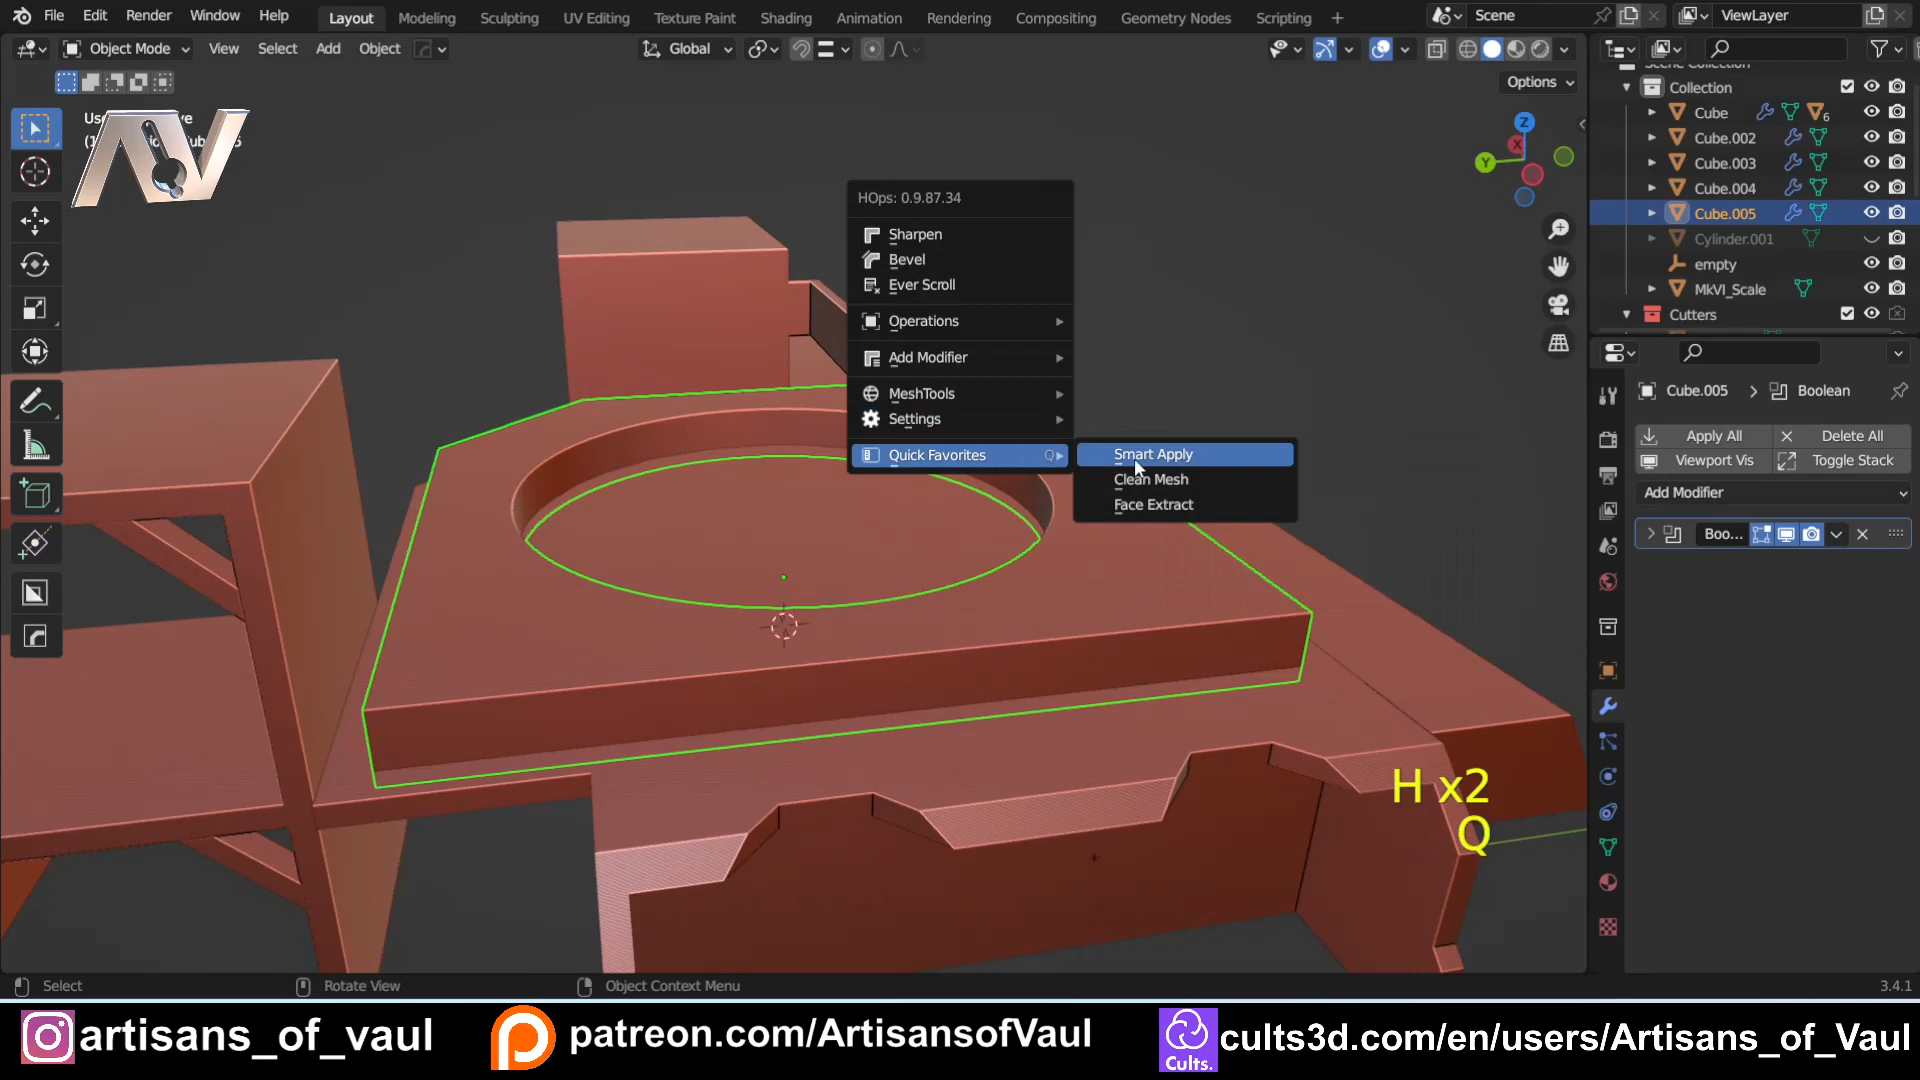 File Edit Render Window Help Layout Modeling Sculpting UV Editing Texture Paint Shading Animation Rendering Compositing Geometry Nodes Scripting + Scene ViewLayer
Object Mode View Select Add Object Global
Options
Collection
Cube 6
Cube.002
Cube.003
Cube.004
Cube.005
Cylinder.001
empty
MkVI_Scale
Cutters
Z
X
Y
HOps: 0.9.87.34
Sharpen
Bevel
Ever Scroll
Operations
Add Modifier
MeshTools
Settings
Quick Favorites Q
Smart Apply
Clean Mesh
Face Extract
Cube.005 > Boolean
Apply All Delete All
Viewport Vis Toggle Stack
Add Modifier
Boo...
H x2
Q
Select Rotate View Object Context Menu 3.4.1
artisans_of_vaul patreon.com/ArtisansofVaul Cults. cults3d.com/en/users/Artisans_of_Vaul